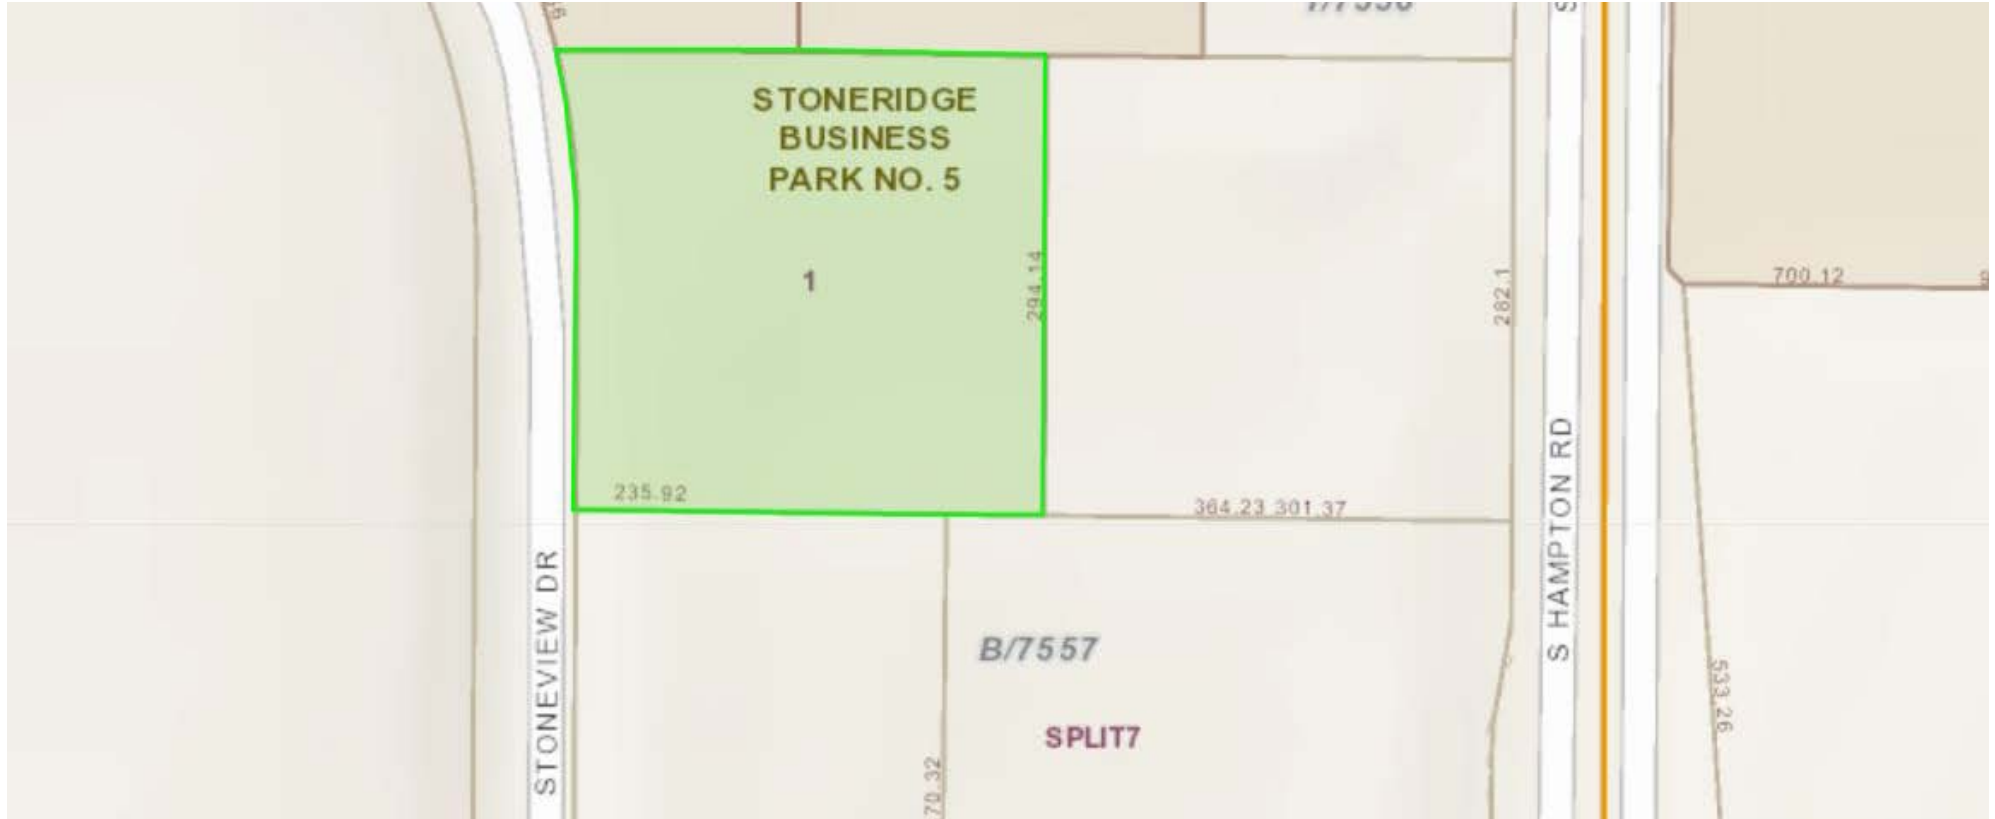 STONERIDGE
BUSINESS
PARK NO. 5
1
294.14
282.1
700.12
235.92
364.23 301.37
S HAMPTON RD
STONEVIEW DR
B/7557
SPLIT7
533.26
70.32